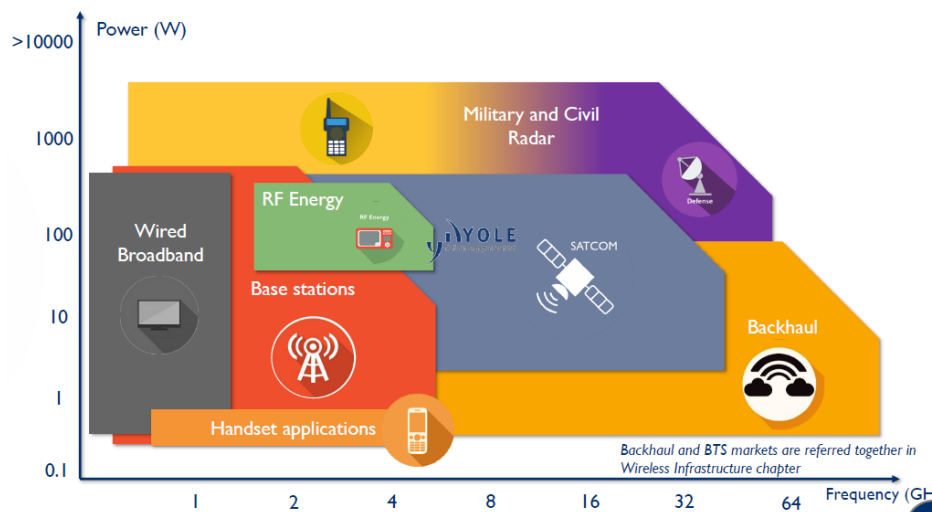 Power (W)
>10000
1000
100
10
1
0.1
Military and Civil
Radar
Defense
RF Energy
RF Energy
Wired
Broadband
YOLE
SATCOM
Base stations
Backhaul
Handset applications
Backhaul and BTS markets are referred together in
Wireless Infrastructure chapter
1
2
4
8
16
32
64
Frequency (GH